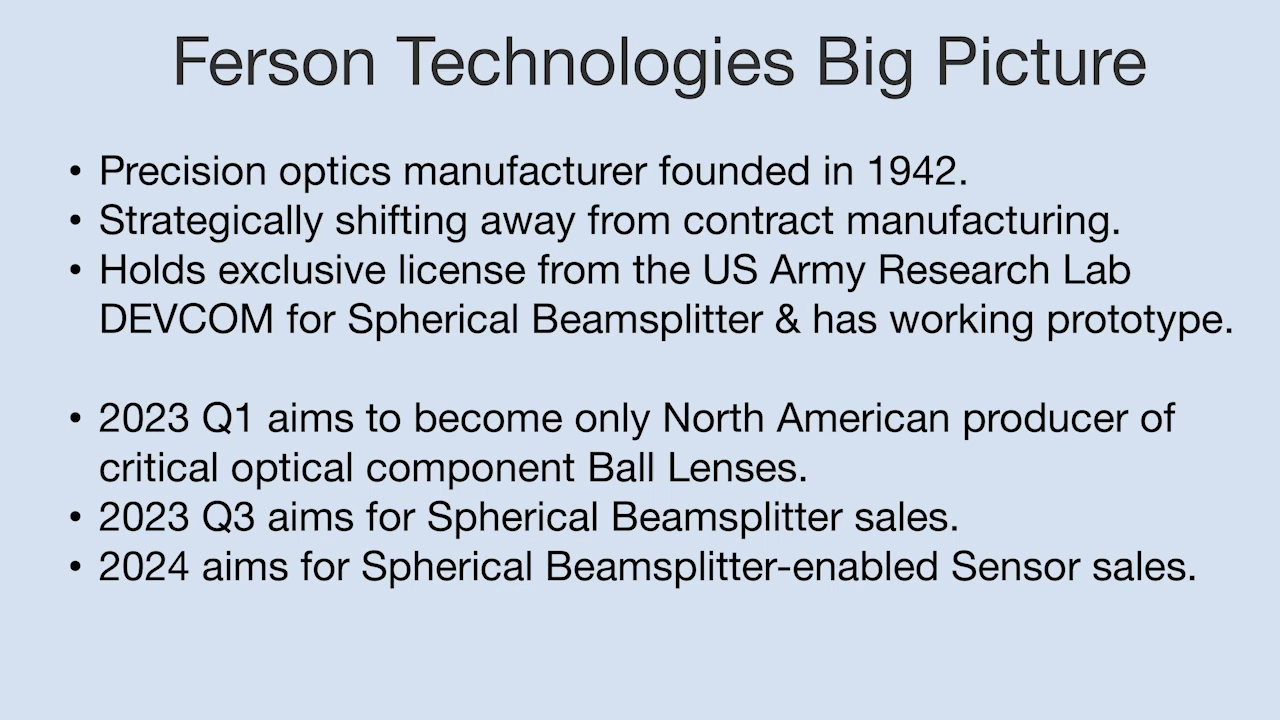 Ferson Technologies Big Picture
• Precision optics manufacturer founded in 1942.
• Strategically shifting away from contract manufacturing.
• Holds exclusive license from the US Army Research Lab
DEVCOM for Spherical Beamsplitter & has working prototype.
• 2023 Q1 aims to become only North American producer of
critical optical component Ball Lenses.
• 2023 Q3 aims for Spherical Beamsplitter sales.
• 2024 aims for Spherical Beamsplitter-enabled Sensor sales.